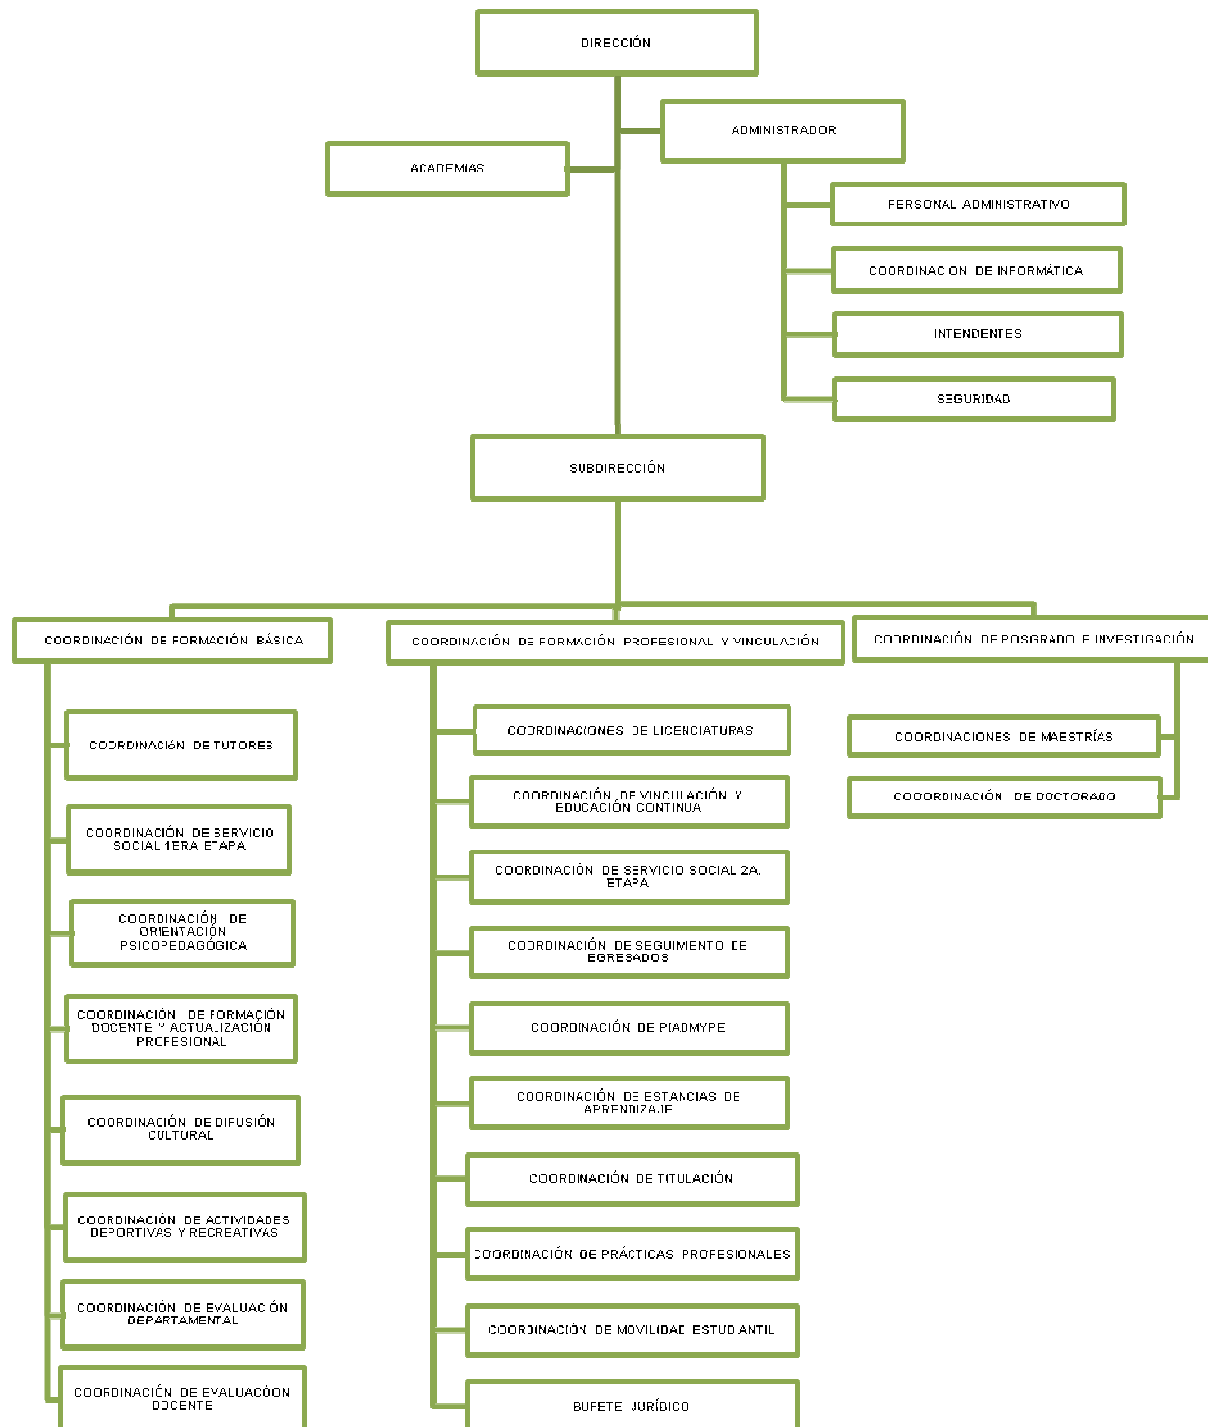 DIRECCIÓN
ADMINISTRADOR
ACADEMIAS
PERSONAL ADMINISTRATIVO
COORDINACION DE INFORMÁTICA
INTENDENTES
SEGURIDAD
SUBDIRECCIÓN
COORDINACIÓN DE FORMACIÓN BÁSICA
COORDINACIÓN DE TUTORES
COORDINACIÓN DE SERVICIO
SOCIAL 1ERA ETAPA
COORDINACIÓN DE
ORIENTACIÓN
PSICOPEDAGÓGICA
COORDINACIÓN DE FORMACIÓN
DOCENTE Y ACTUALIZACIÓN
PROFESIONAL
COORDINACIÓN DE DIFUSIÓN
CULTURAL
COORDINACIÓN DE ACTIVIDADES
DEPORTIVAS Y RECREATIVAS
COORDINACIÓN DE EVALUACIÓN
DEPARTAMENTAL
COORDINACIÓN DE EVALUACÓON
DOCENTE
COORDINACIÓN DE FORMACIÓN PROFESIONAL Y VINCULACIÓN
COORDINACIONES DE LICENCIATURAS
COORDINACIÓN DE VINCULACIÓN Y
EDUCACIÓN CONTINUA
COORDINACIÓN DE SERVICIO SOCIAL 2A.
ETAPA
COORDINACIÓN DE SEGUIMIENTO DE
EGRESADOS
COORDINACIÓN DE PIADMYPE
COORDINACIÓN DE ESTANCIAS DE
APRENDIZAJE
COORDINACIÓN DE TITULACIÓN
COORDINACIÓN DE PRÁCTICAS PROFESIONALES
COORDINACIÓN DE MOVILIDAD ESTUDIANTIL
BUFETE JURÍDICO
COORDINACIÓN DE POSGRADO E INVESTIGACIÓN
COORDINACIONES DE MAESTRÍAS
COOORDINACIÓN DE DOCTORADO